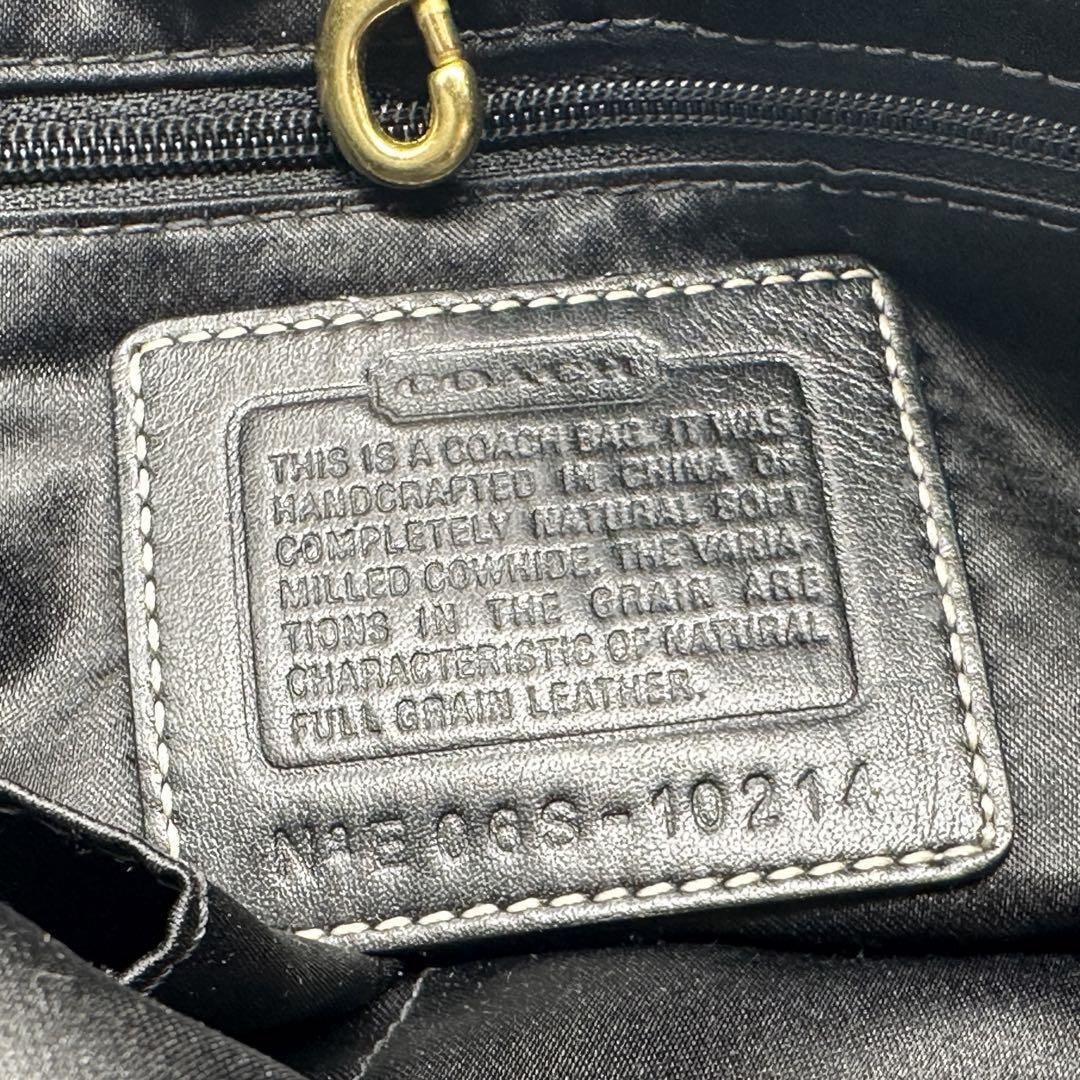 COACH
THIS IS A COACH BAG. IT WAS
HANDCRAFTED IN CHINA OF
COMPLETELY NATURAL SOFT
MILLED COWHIDE. THE VARIA-
TIONS IN THE GRAIN ARE
CHARACTERISTIC OF NATURAL
FULL GRAIN LEATHER.
-10214